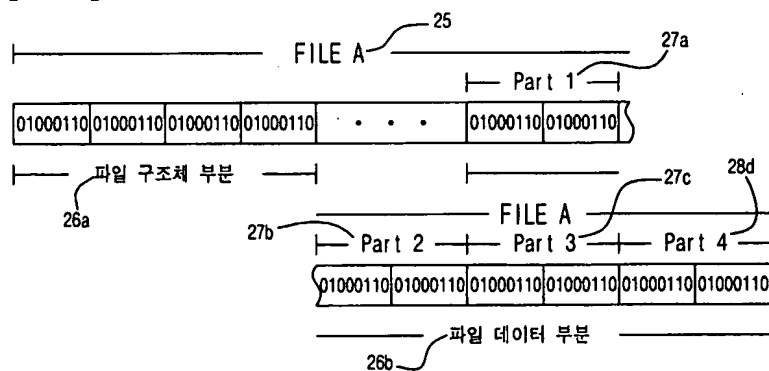 25
FILE A
27a
Part 1
01000110 01000110 01000110 01000110 · · · 01000110 01000110
파일 구조체 부분
26a
27c
28d
FILE A
27b
Part 2 Part 3 Part 4
01000110 01000110 01000110 01000110 01000110 01000110
파일 데이터 부분
26b